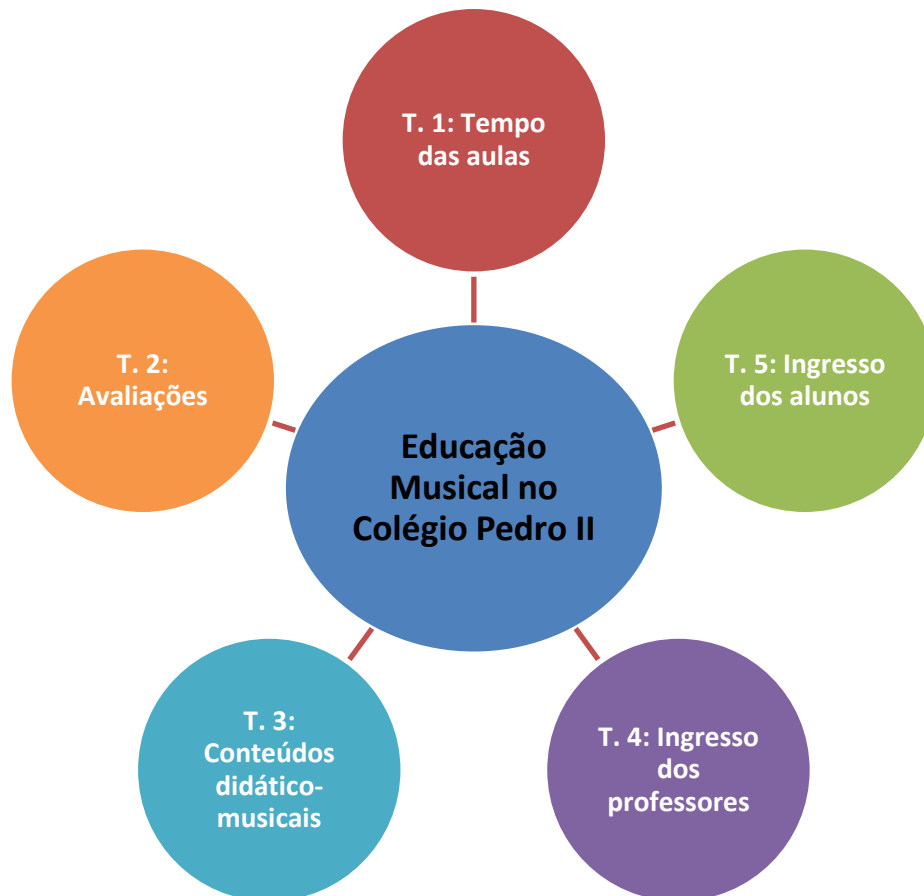 T. 1: Tempo
das aulas
T. 2:
Avaliações
T. 5: Ingresso
dos alunos
Educação
Musical no
Colégio Pedro II
T. 3:
Conteúdos
didático-
musicais
T. 4: Ingresso
dos
professores